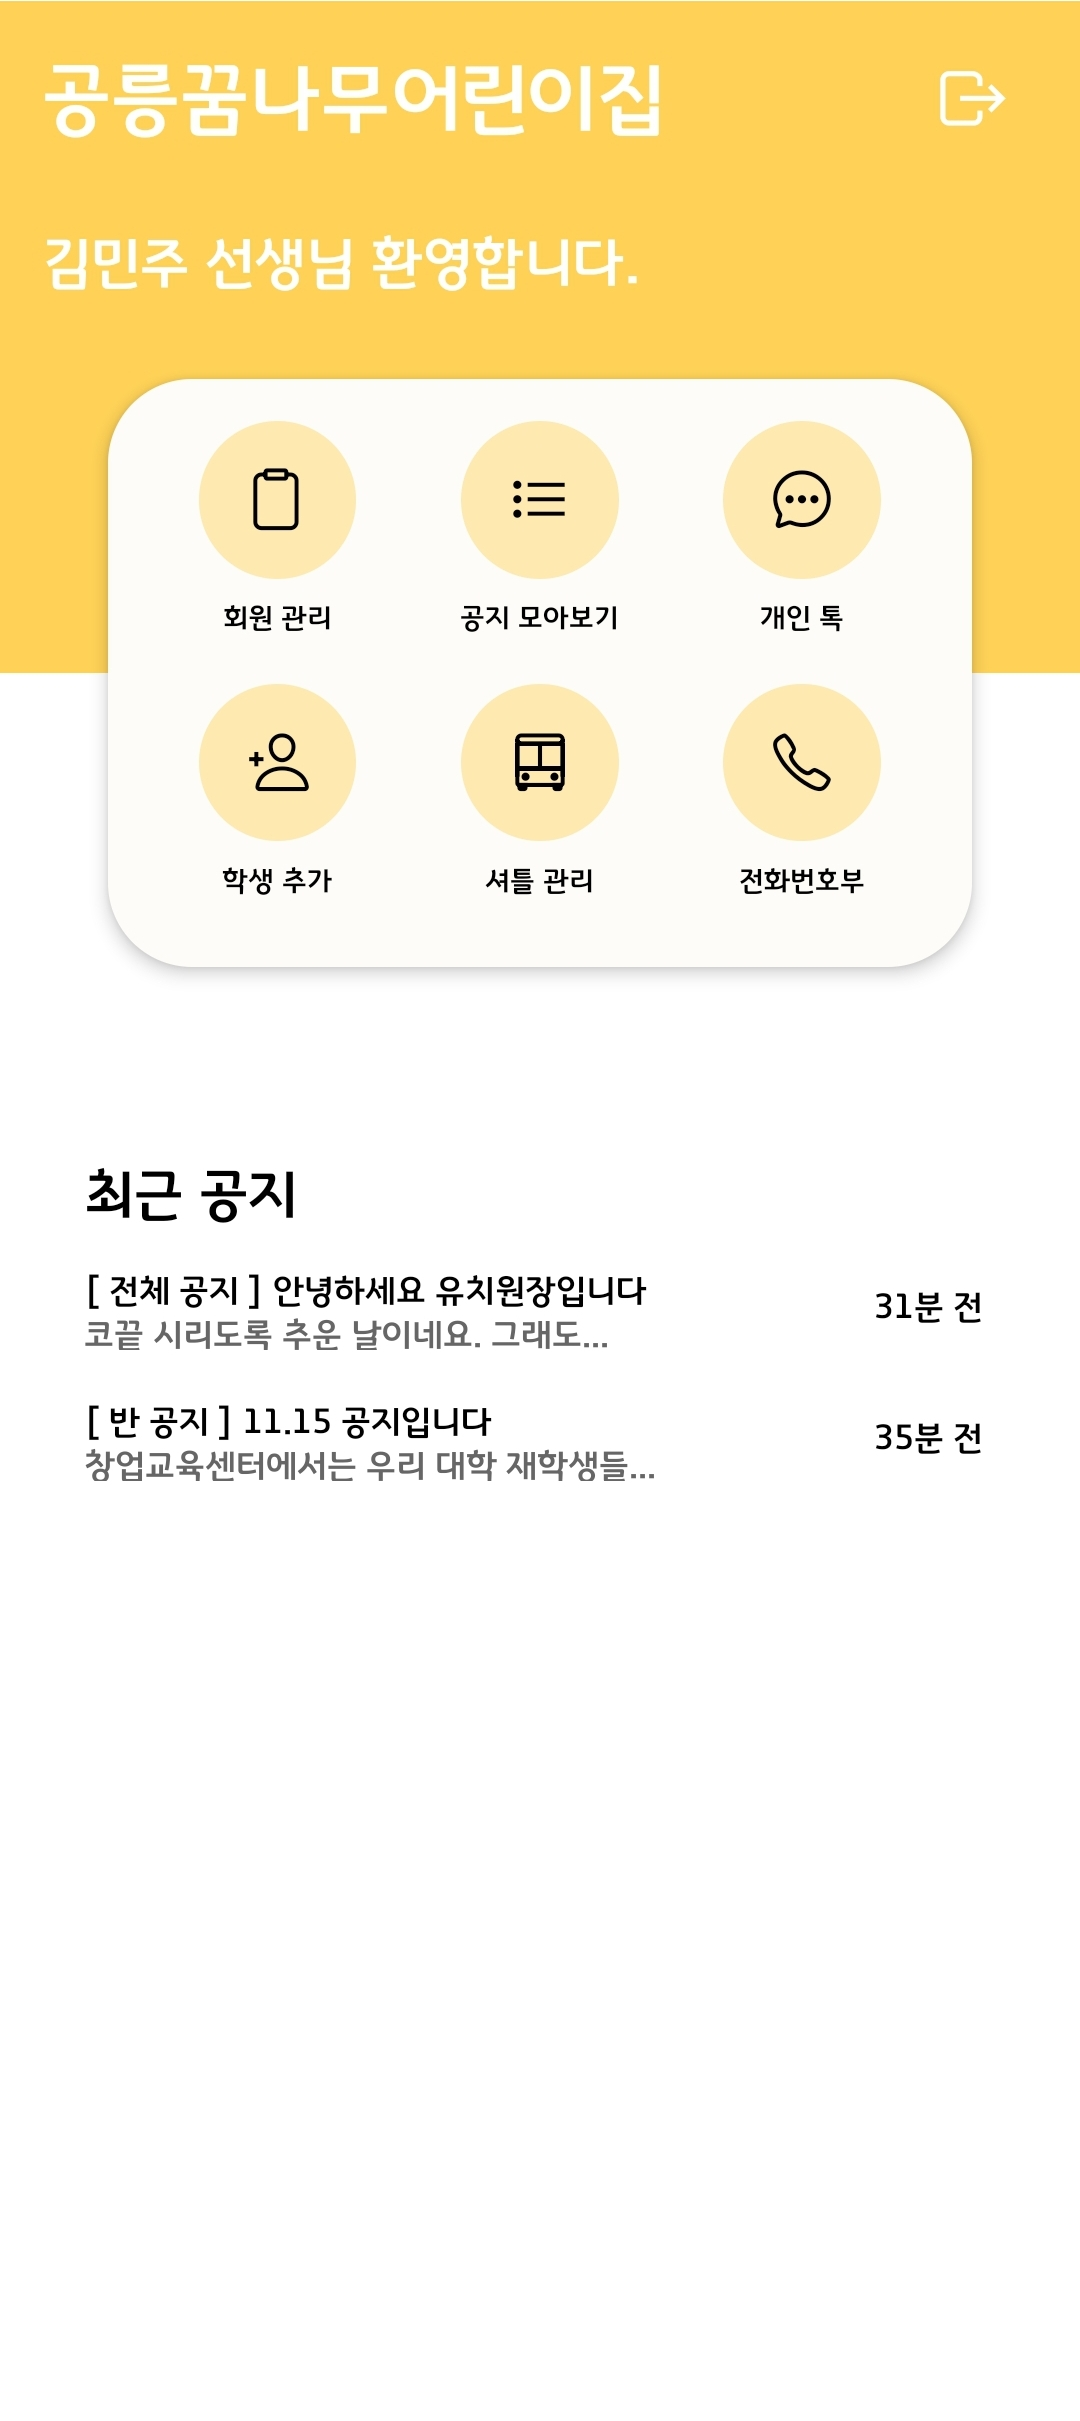 공릉꿈나무어린이집
김민주 선생님 환영합니다.
회원 관리
공지 모아보기
개인 톡
학생 추가
셔틀 관리
전화번호부
최근 공지
[ 전체 공지 ] 안녕하세요 유치원장입니다
31분 전
코끝 시리도록 추운 날이네요. 그래도...
[ 반 공지 ] 11.15 공지입니다
35분 전
창업교육센터에서는 우리 대학 재학생들...